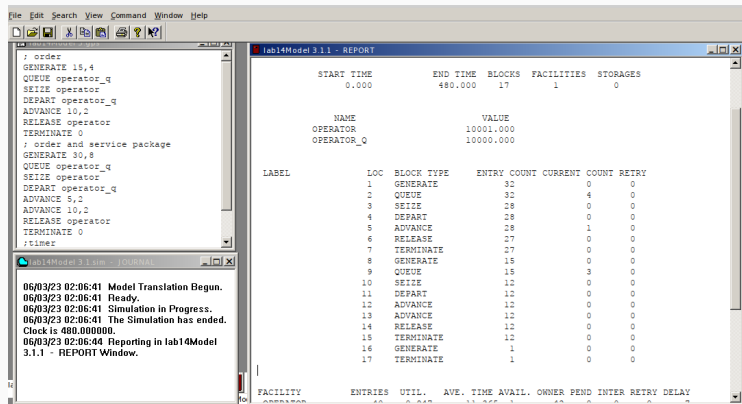 File Edit Search View Command Window Help
; order
GENERATE 15,4
QUEUE operator_q
SEIZE operator
DEPART operator_q
ADVANCE 10,2
RELEASE operator
TERMINATE 0
; order and service package
GENERATE 30,8
QUEUE operator_q
SEIZE operator
DEPART operator_q
ADVANCE 5,2
ADVANCE 10,2
RELEASE operator
TERMINATE 0
;timer
lab14Model 3.1.sim - JOURNAL
06/03/23 02:06:41 Model Translation Begun.
06/03/23 02:06:41 Ready.
06/03/23 02:06:41 Simulation in Progress.
06/03/23 02:06:41 The Simulation has ended.
Clock is 480.000000.
06/03/23 02:06:44 Reporting in lab14Model
3.1.1 - REPORT Window.
lab14Model 3.1.1 - REPORT
START TIME END TIME BLOCKS FACILITIES STORAGES
0.000 480.000 17 1 0
NAME VALUE
OPERATOR 10001.000
OPERATOR_Q 10000.000
LABEL LOC BLOCK TYPE ENTRY COUNT CURRENT COUNT RETRY
1 GENERATE 32 0 0
2 QUEUE 32 4 0
3 SEIZE 28 0 0
4 DEPART 28 0 0
5 ADVANCE 28 1 0
6 RELEASE 27 0 0
7 TERMINATE 27 0 0
8 GENERATE 15 0 0
9 QUEUE 15 3 0
10 SEIZE 12 0 0
11 DEPART 12 0 0
12 ADVANCE 12 0 0
13 ADVANCE 12 0 0
14 RELEASE 12 0 0
15 TERMINATE 12 0 0
16 GENERATE 1 0 0
17 TERMINATE 1 0 0
FACILITY ENTRIES UTIL. AVE. TIME AVAIL. OWNER PEND INTER RETRY DELAY